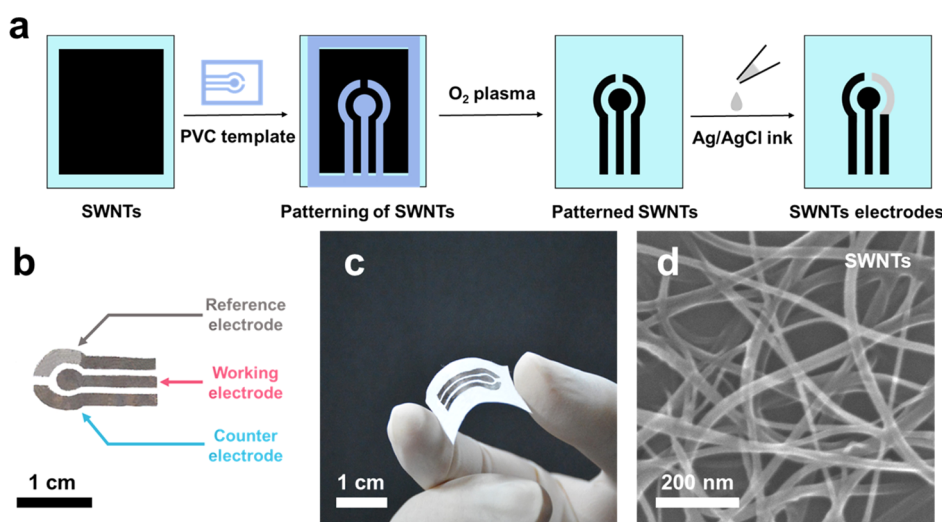 a
PVC template
O₂ plasma
Ag/AgCl ink
SWNTs
Patterning of SWNTs
Patterned SWNTs
SWNTs electrodes
b
Reference
electrode
Working
electrode
Counter
electrode
1 cm
c
1 cm
d
SWNTs
200 nm